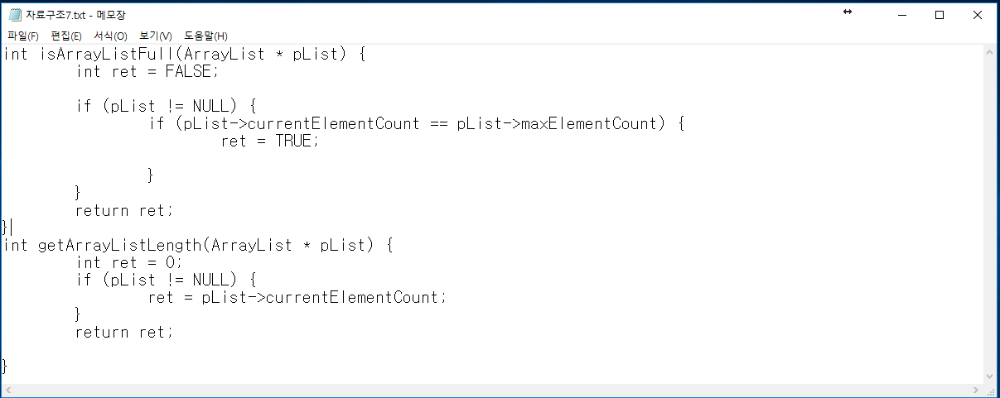 자료구조7.txt - 메모장
파일(F) 편집(E) 서식(O) 보기(V) 도움말(H)
int isArrayListFull(ArrayList * pList) {
int ret = FALSE;
if (pList != NULL) {
if (pList->currentElementCount == pList->maxElementCount) {
ret = TRUE;
}
}
return ret;
}
int getArrayListLength(ArrayList * pList) {
int ret = 0;
if (pList != NULL) {
ret = pList->currentElementCount;
}
return ret;
}